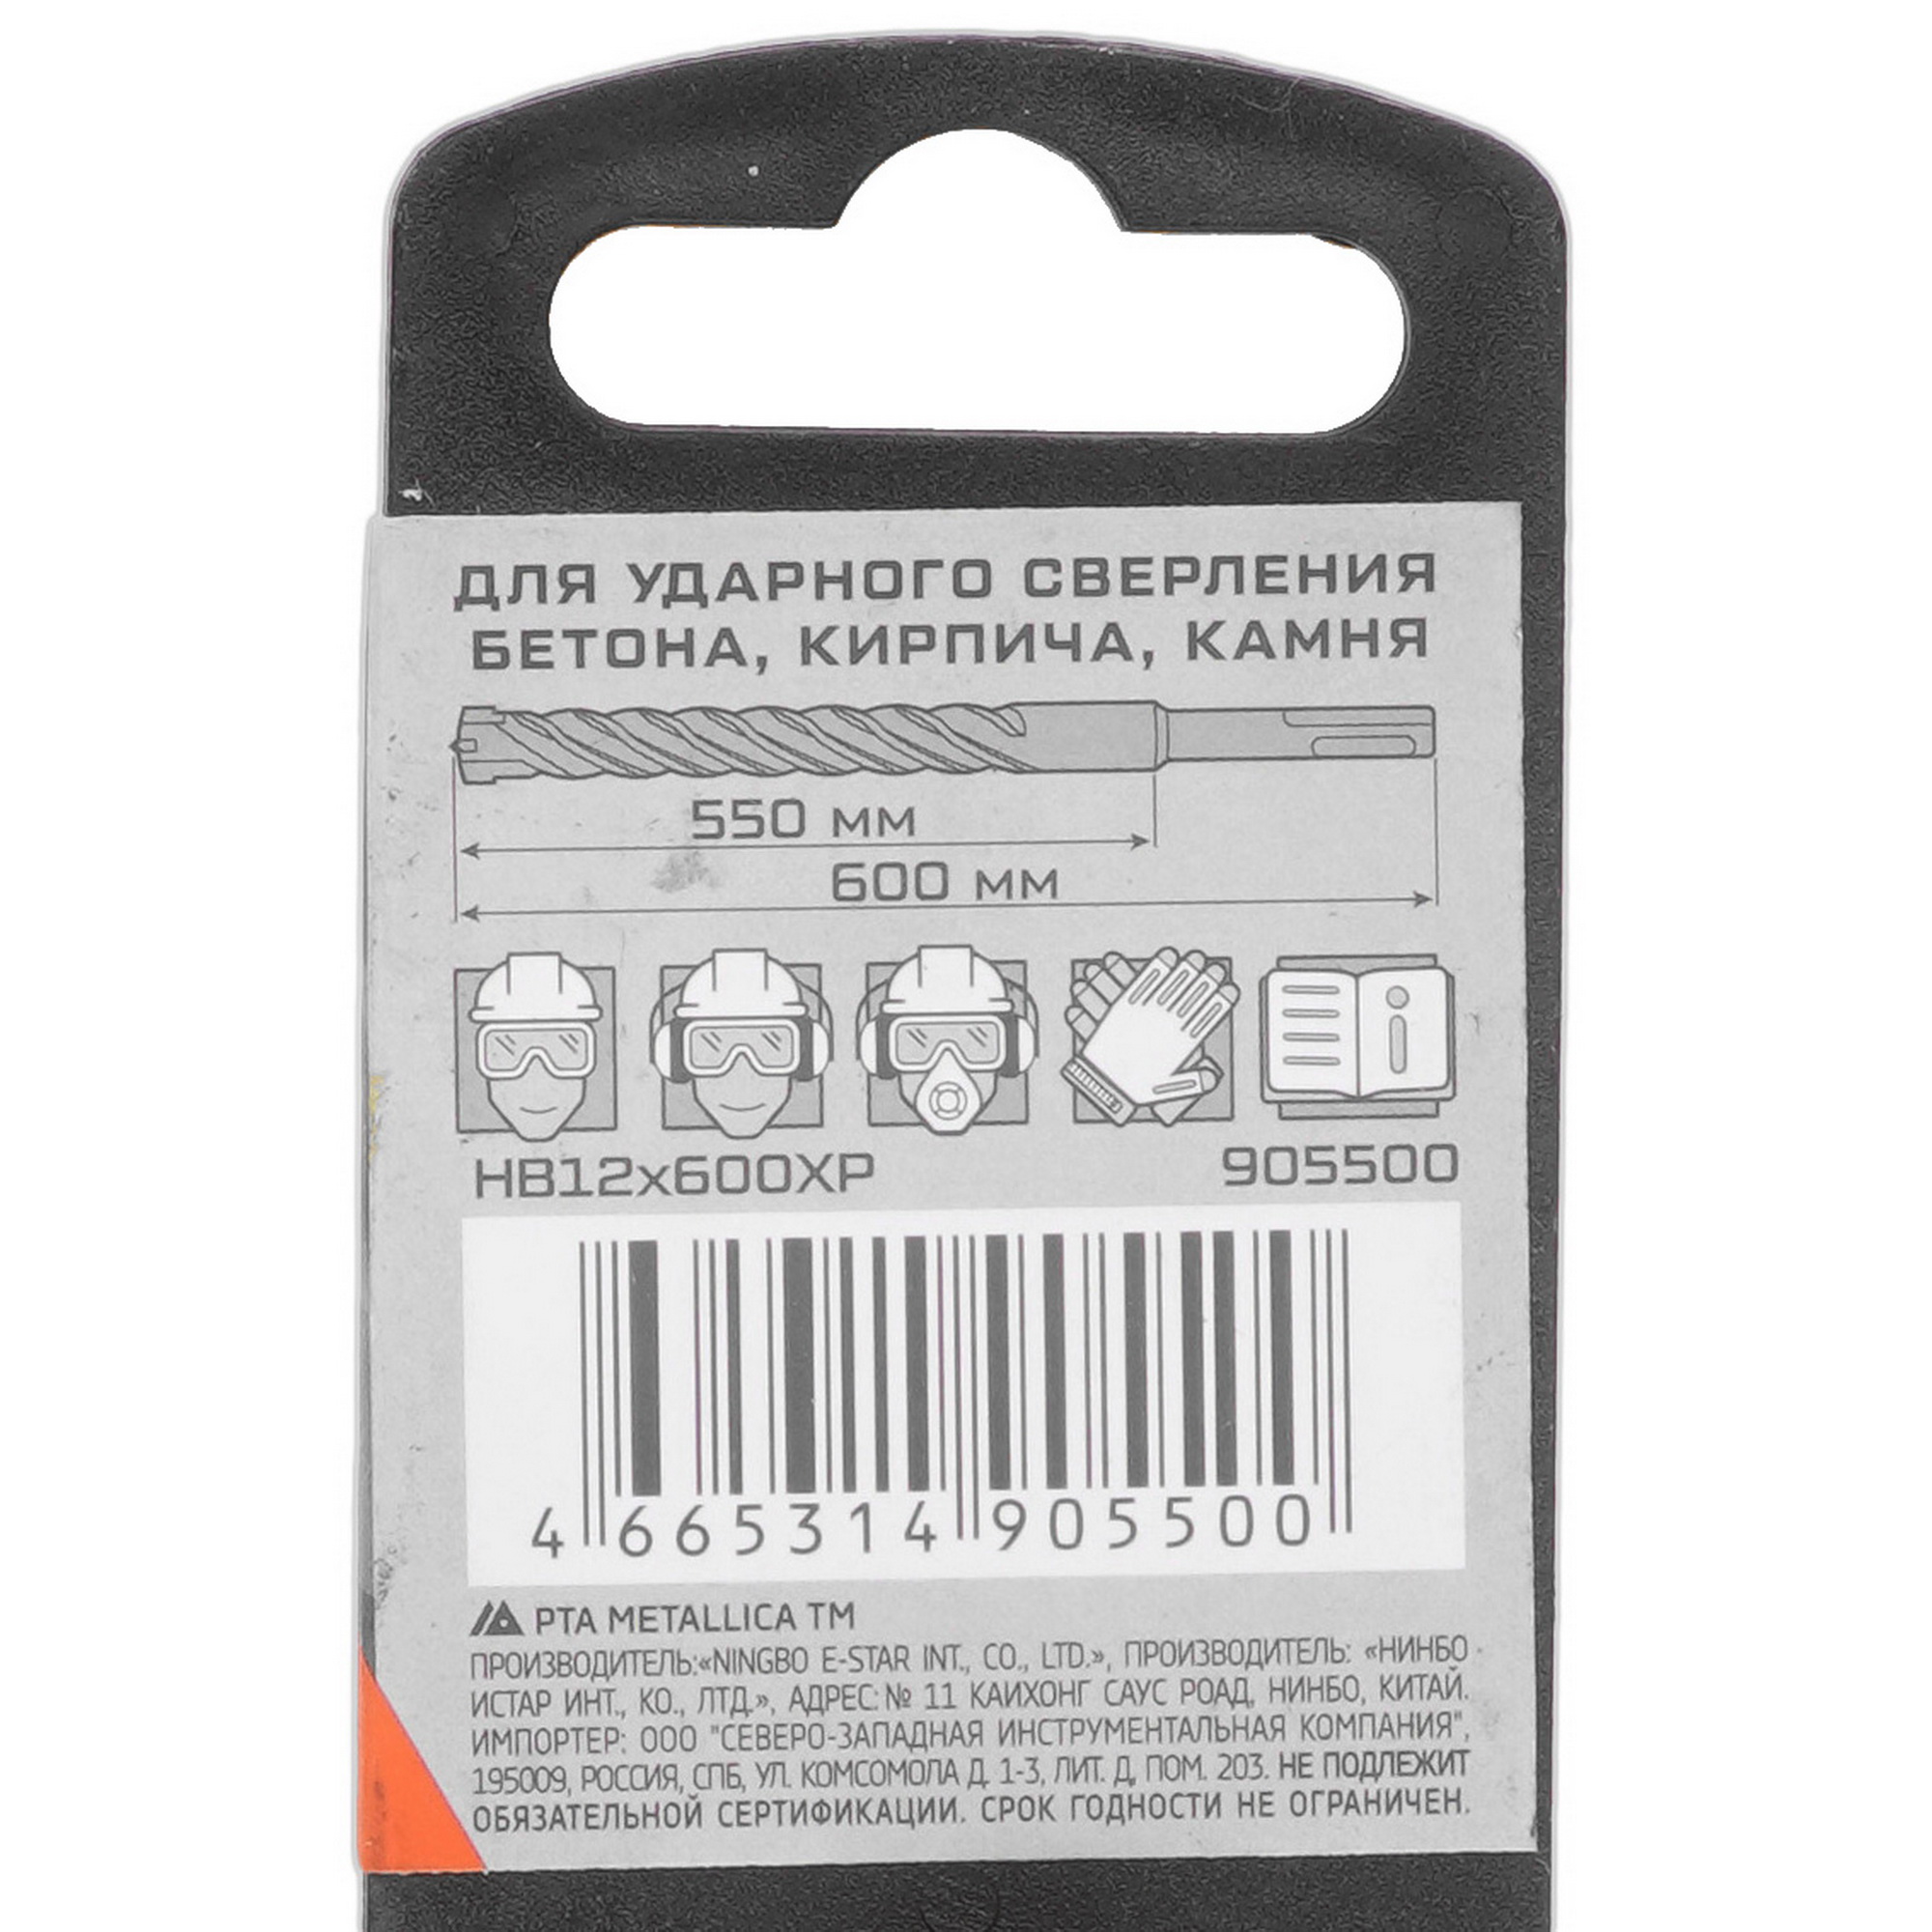 ДЛЯ УДАРНОГО СВЕРЛЕНИЯ
БЕТОНА, КИРПИЧА, КАМНЯ
550 мм
600 мм
HB12x600XP 905500
4 665314 905500
PTA METALLICA TM
ПРОИЗВОДИТЕЛЬ:«NINGBO E-STAR INT., CO., LTD.», ПРОИЗВОДИТЕЛЬ: «НИНБО -
ИСТАР ИНТ., КО., ЛТД.», АДРЕС:№ 11 КАИХОНГ САУС РОАД, НИНБО, КИТАЙ.
ИМПОРТЕР: ООО "СЕВЕРО-ЗАПАДНАЯ ИНСТРУМЕНТАЛЬНАЯ КОМПАНИЯ",
195009, РОССИЯ, СПБ, УЛ. КОМСОМОЛА Д. 1-3, ЛИТ. Д, ПОМ. 203. НЕ ПОДЛЕЖИТ
ОБЯЗАТЕЛЬНОЙ СЕРТИФИКАЦИИ. СРОК ГОДНОСТИ НЕ ОГРАНИЧЕН.